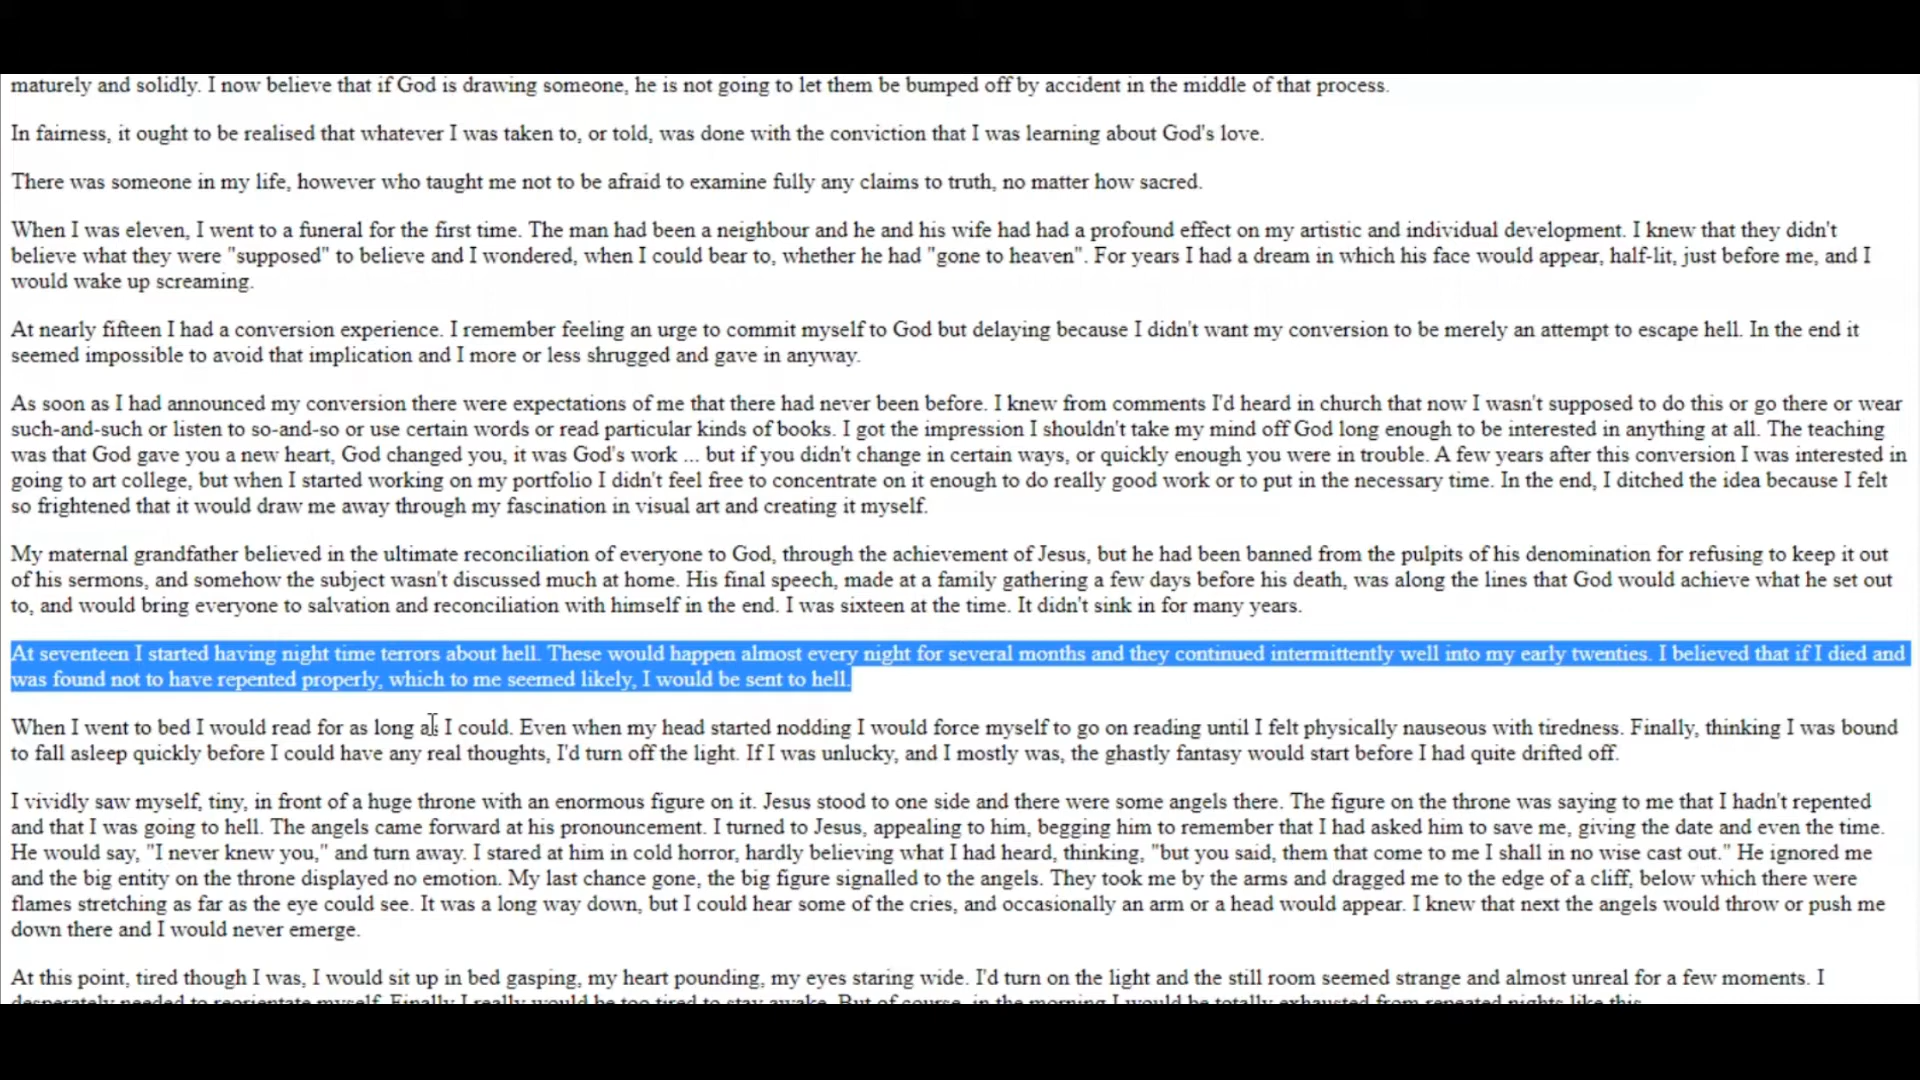 maturely and solidly. I now believe that if God is drawing someone, he is not going to let them be bumped off by accident in the middle of that process.
In fairness, it ought to be realised that whatever I was taken to, or told, was done with the conviction that I was learning about God's love.
There was someone in my life, however who taught me not to be afraid to examine fully any claims to truth, no matter how sacred.
When I was eleven, I went to a funeral for the first time. The man had been a neighbour and he and his wife had had a profound effect on my artistic and individual development. I knew that they didn't
believe what they were "supposed" to believe and I wondered, when I could bear to, whether he had "gone to heaven". For years I had a dream in which his face would appear, half-lit, just before me, and I
would wake up screaming.
At nearly fifteen I had a conversion experience. I remember feeling an urge to commit myself to God but delaying because I didn't want my conversion to be merely an attempt to escape hell. In the end it
seemed impossible to avoid that implication and I more or less shrugged and gave in anyway.
As soon as I had announced my conversion there were expectations of me that there had never been before. I knew from comments I'd heard in church that now I wasn't supposed to do this or go there or wear
such-and-such or listen to so-and-so or use certain words or read particular kinds of books. I got the impression I shouldn't take my mind off God long enough to be interested in anything at all. The teaching
was that God gave you a new heart, God changed you, it was God's work ... but if you didn't change in certain ways, or quickly enough you were in trouble. A few years after this conversion I was interested in
going to art college, but when I started working on my portfolio I didn't feel free to concentrate on it enough to do really good work or to put in the necessary time. In the end, I ditched the idea because I felt
so frightened that it would draw me away through my fascination in visual art and creating it myself.
My maternal grandfather believed in the ultimate reconciliation of everyone to God, through the achievement of Jesus, but he had been banned from the pulpits of his denomination for refusing to keep it out
of his sermons, and somehow the subject wasn't discussed much at home. His final speech, made at a family gathering a few days before his death, was along the lines that God would achieve what he set out
to, and would bring everyone to salvation and reconciliation with himself in the end. I was sixteen at the time. It didn't sink in for many years.
At seventeen I started having night time terrors about hell. These would happen almost every night for several months and they continued intermittently well into my early twenties. I believed that if I died and
was found not to have repented properly, which to me seemed likely, I would be sent to hell.
When I went to bed I would read for as long as I could. Even when my head started nodding I would force myself to go on reading until I felt physically nauseous with tiredness. Finally, thinking I was bound
to fall asleep quickly before I could have any real thoughts, I'd turn off the light. If I was unlucky, and I mostly was, the ghastly fantasy would start before I had quite drifted off.
I vividly saw myself, tiny, in front of a huge throne with an enormous figure on it. Jesus stood to one side and there were some angels there. The figure on the throne was saying to me that I hadn't repented
and that I was going to hell. The angels came forward at his pronouncement. I turned to Jesus, appealing to him, begging him to remember that I had asked him to save me, giving the date and even the time.
He would say, "I never knew you," and turn away. I stared at him in cold horror, hardly believing what I had heard, thinking, "but you said, them that come to me I shall in no wise cast out." He ignored me
and the big entity on the throne displayed no emotion. My last chance gone, the big figure signalled to the angels. They took me by the arms and dragged me to the edge of a cliff, below which there were
flames stretching as far as the eye could see. It was a long way down, but I could hear some of the cries, and occasionally an arm or a head would appear. I knew that next the angels would throw or push me
down there and I would never emerge.
At this point, tired though I was, I would sit up in bed gasping, my heart pounding, my eyes staring wide. I'd turn on the light and the still room seemed strange and almost unreal for a few moments. I
desperately needed to reorientate myself. Finally I really would be too tired to stay awake. But of course, in the morning I would be totally exhausted from repeated nights like this.